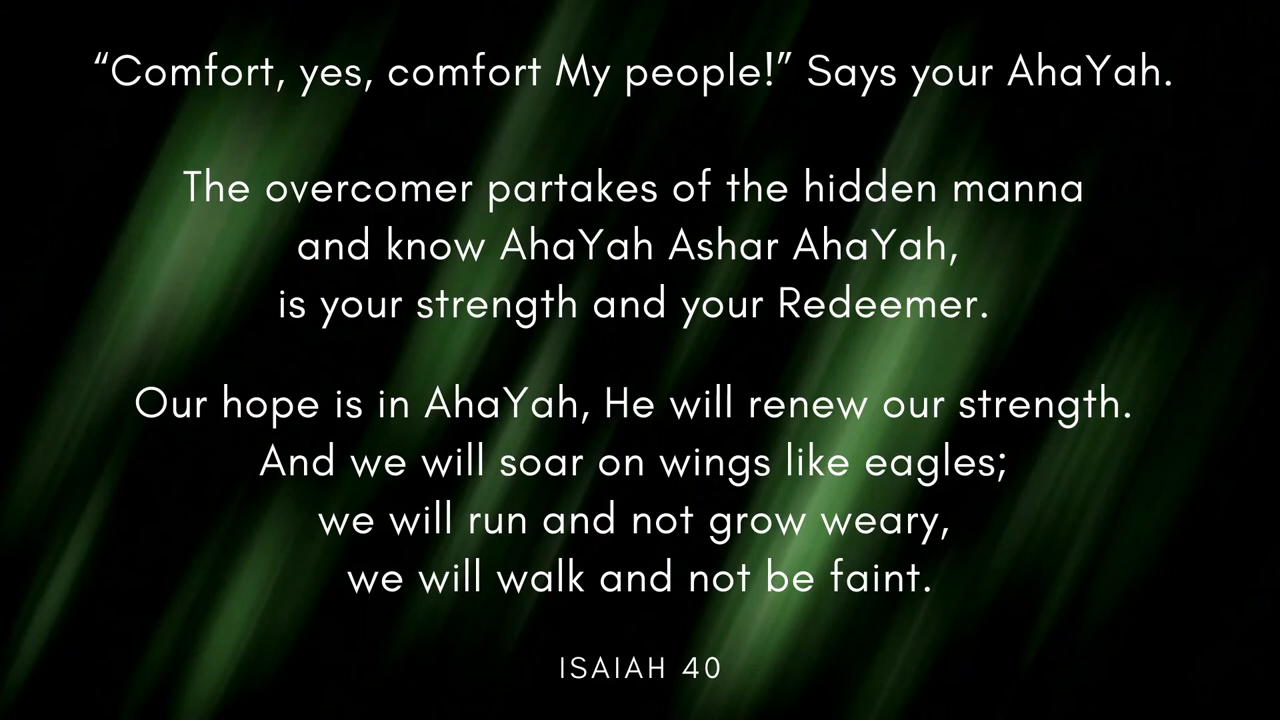 “Comfort, yes, comfort My people!” Says your AhaYah.
The overcomer partakes of the hidden manna
and know AhaYah Ashar AhaYah,
is your strength and your Redeemer.
Our hope is in AhaYah, He will renew our strength.
And we will soar on wings like eagles;
we will run and not grow weary,
we will walk and not be faint.
ISAIAH 40